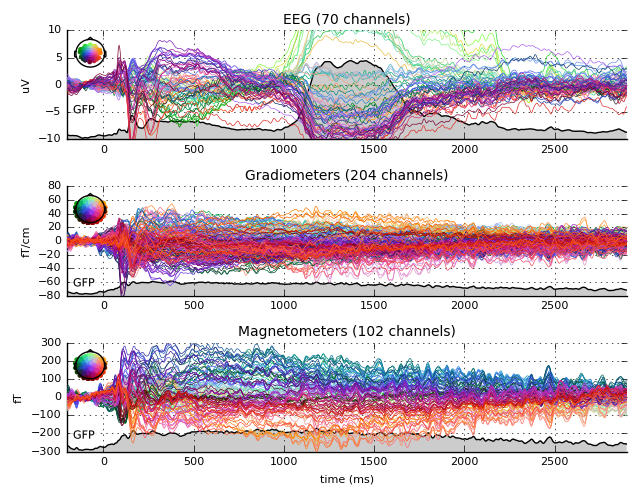 EEG (70 channels)
10
5
0
−5
−10
uV
GFP
0 500 1000 1500 2000 2500
Gradiometers (204 channels)
80
60
40
20
0
−20
−40
−60
−80
fT/cm
GFP
0 500 1000 1500 2000 2500
Magnetometers (102 channels)
300
200
100
0
−100
−200
−300
fT
GFP
0 500 1000 1500 2000 2500
time (ms)